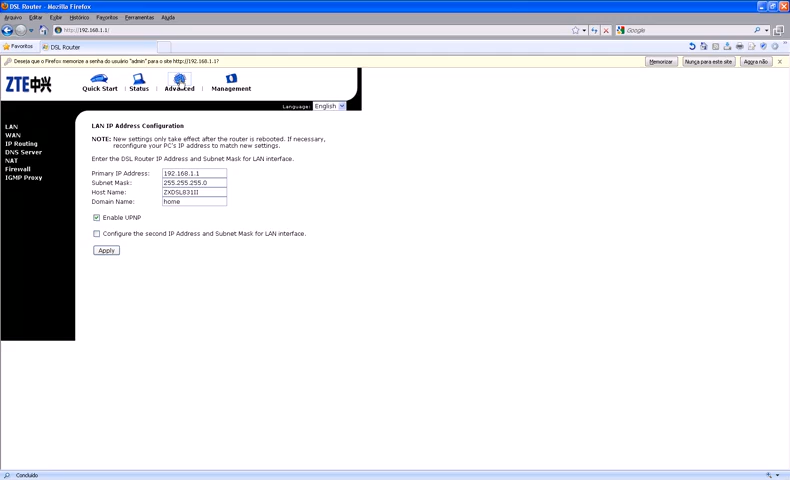 DSL Router - Mozilla Firefox
Arquivo Editar Exibir Histórico Favoritos Ferramentas Ajuda
http://192.168.1.1/
Google
Favoritos DSL Router
Deseja que o Firefox memorize a senha do usuário "admin" para o site http://192.168.1.1?
Memorizar Nunca para este site Agora não
ZTE中兴
Quick Start Status Advanced Management
Language: English
LAN
WAN
IP Routing
DNS Server
NAT
Firewall
IGMP Proxy
LAN IP Address Configuration
NOTE: New settings only take effect after the router is rebooted. If necessary,
reconfigure your PC's IP address to match new settings.
Enter the DSL Router IP Address and Subnet Mask for LAN interface.
Primary IP Address: 192.168.1.1
Subnet Mask: 255.255.255.0
Host Name: ZXDSL831II
Domain Name: home
Enable UPNP
Configure the second IP Address and Subnet Mask for LAN interface.
Apply
Concluído